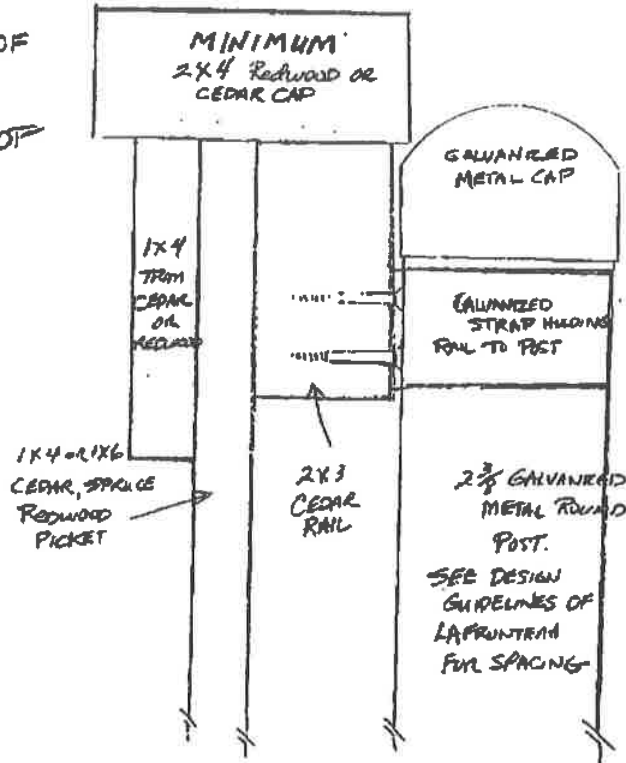 OF
OF
MINIMUM
2X4 Redwood OR
CEDAR CAP
GALVANIZED
METAL CAP
1X4
TRIM
CEDAR
OR
REDWOOD
GALVANIZED
STRAP HOLDING
RAIL TO POST
1X4 OR 1X6
CEDAR, SPRUCE
REDWOOD
PICKET
2X3
CEDAR
RAIL
2 3/8 GALVANIZED
METAL ROUND
POST.
SEE DESIGN
GUIDELINES OF
FOR SPACING